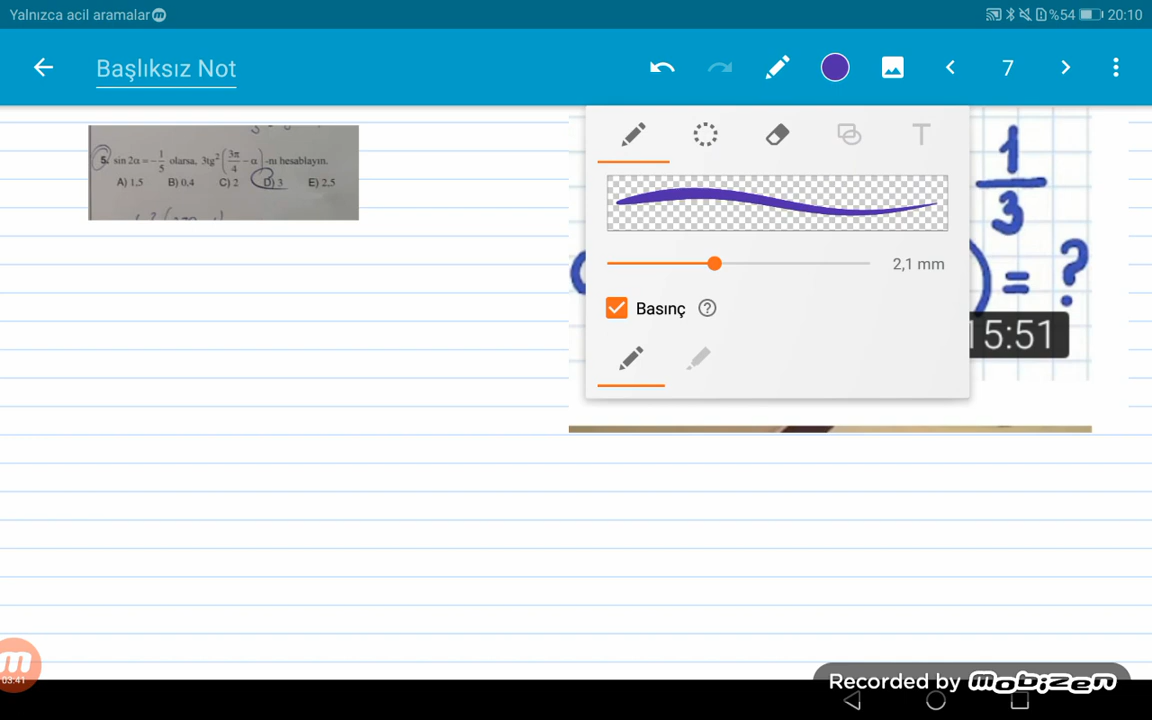 Yalnızca acil aramalar
%54 20:10
Başlıksız Not
7
5. sin 2α = -1/5 olarsa, 3tg²(3π/4 - α) -nı hesablayın.
A) 1,5 B) 0,4 C) 2 D) 3 E) 2,5
1/3
) = ?
2,1 mm
Basınç
15:51
03:41
Recorded by mobizen